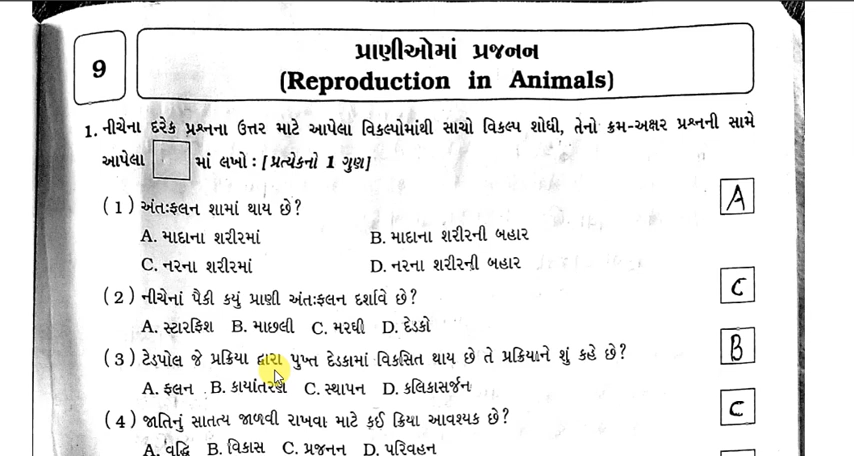 9
પ્રાણીઓમાં પ્રજનન
(Reproduction in Animals)
1. નીચેના દરેક પ્રશ્નના ઉત્તર માટે આપેલા વિકલ્પોમાંથી સાચો વિકલ્પ શોધી, તેનો ક્રમ-અક્ષર પ્રશ્નની સામે
આપેલા માં લખો : [પ્રત્યેકનો 1 ગુણ]
(1) અંતઃફલન શામાં થાય છે? A
A. માદાના શરીરમાં B. માદાના શરીરની બહાર
C. નરના શરીરમાં D. નરના શરીરની બહાર
(2) નીચેનાં પૈકી કયું પ્રાણી અંતઃફલન દર્શાવે છે? C
A. સ્ટારફિશ B. માછલી C. મરઘી D. દેડકો
(3) ટેડપોલ જે પ્રક્રિયા દ્વારા પુખ્ત દેડકામાં વિકસિત થાય છે તે પ્રક્રિયાને શું કહે છે? B
A. ફલન B. કાયાંતરણ C. સ્થાપન D. કલિકાસર્જન
(4) જાતિનું સાતત્ય જાળવી રાખવા માટે કઈ ક્રિયા આવશ્યક છે? C
A. વૃદ્ધિ B. વિકાસ C. પ્રજનન D. પરિવહન